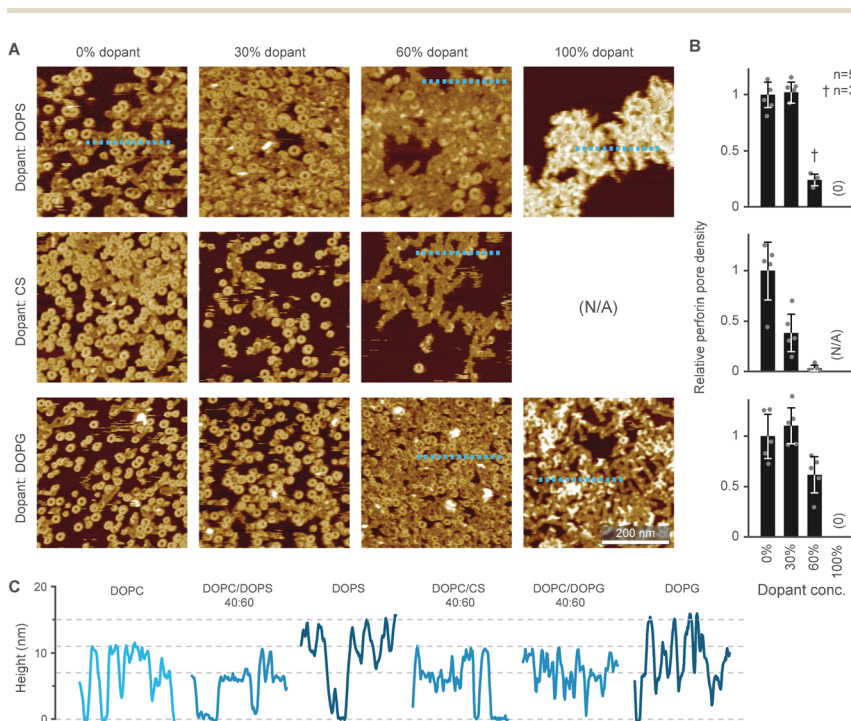 A
0% dopant 30% dopant 60% dopant 100% dopant
Dopant: DOPS
Dopant: CS
(N/A)
Dopant: DOPG
200 nm
B
n=5
† n=3
Relative perforin pore density
1
0.5
0
†
(0)
1
0.5
0
(N/A)
1
0.5
0
(0)
0% 30% 60% 100%
Dopant conc.
C
DOPC DOPC/DOPS DOPS DOPC/CS DOPC/DOPG DOPG
40:60 40:60 40:60
Height (nm)
20
10
0